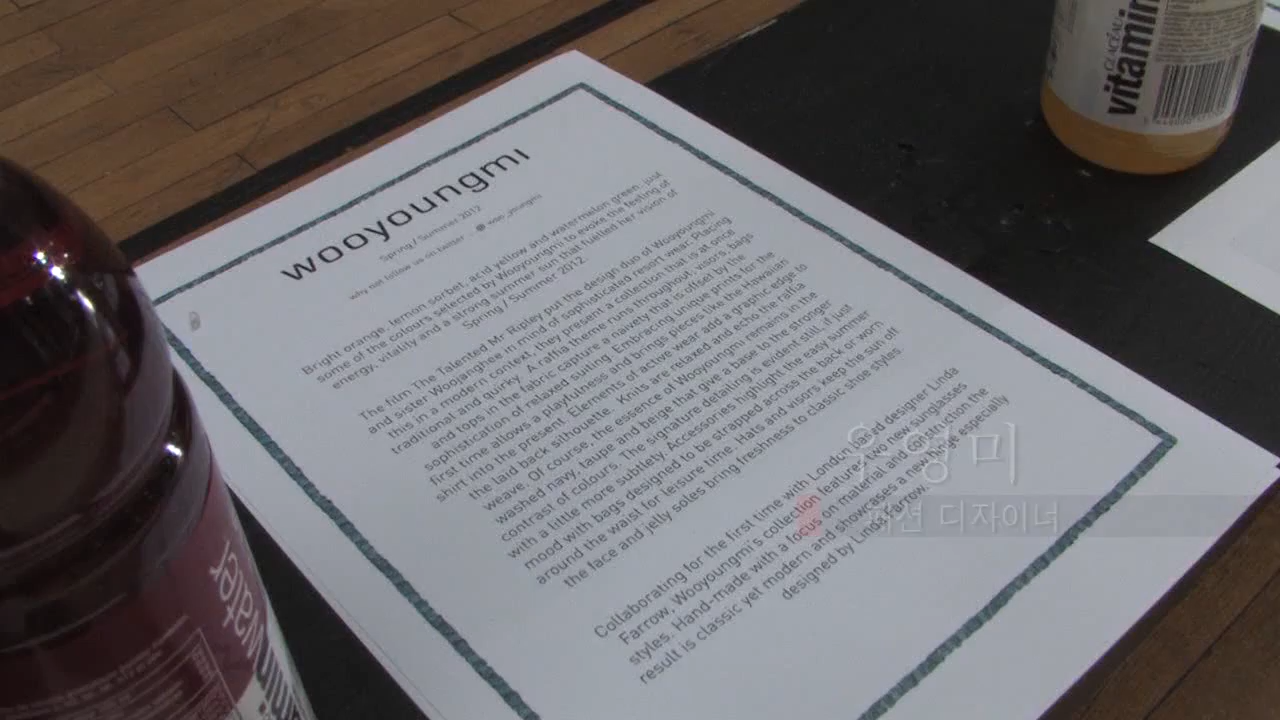 wooyoungmi
Spring / Summer 2012
why not follow us on twitter - @ woo_youngmi
Bright orange, lemon sorbet, acid yellow and watermelon green, just
some of the colours selected by Wooyoungmi to evoke the feeling of
energy, vitality and a strong summer sun that fuelled her vision of
Spring / Summer 2012.
The film The Talented Mr Ripley put the design duo of Wooyoungmi
and sister Woojanghee in mind of sophisticated resort wear. Placing
this in a modern context, they present a collection that is at once
traditional and quirky. A raffia theme runs throughout, visors, bags
and tops in the fabric capture a naivety that is offset by the
sophistication of relaxed suiting. Embracing unique prints for the
first time allows a playfulness and brings pieces like the Hawaiian
shirt into the present. Elements of active wear add a graphic edge to
the laid back silhouette. Knits are relaxed and echo the raffia
weave. Of course, the essence of Wooyoungmi remains in the
washed navy, taupe and beige that give a base to the stronger
contrast of colours. The signature detailing is evident still, if just
with a little more subtlety. Accessories highlight the easy summer
mood with bags designed to be strapped across the back or worn
around the waist for leisure time. Hats and visors keep the sun off
the face and jelly soles bring freshness to classic shoe styles.
Collaborating for the first time with London based designer Linda
Farrow, Wooyoungmi's collection features two new sunglasses
styles. Hand-made with a focus on material and construction the
result is classic yet modern and showcases a new hinge especially
designed by Linda Farrow.
우영미
패션 디자이너
GLACÉAU
vitamin
water